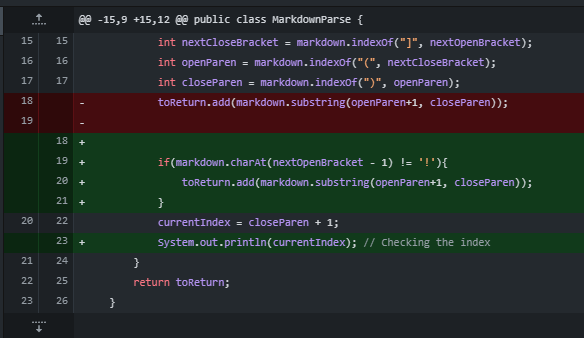 @@ -15,9 +15,12 @@ public class MarkdownParse {
15 15 int nextCloseBracket = markdown.indexOf("]", nextOpenBracket);
16 16 int openParen = markdown.indexOf("(", nextCloseBracket);
17 17 int closeParen = markdown.indexOf(")", openParen);
18 - toReturn.add(markdown.substring(openParen+1, closeParen));
19 -
18 +
19 + if(markdown.charAt(nextOpenBracket - 1) != '!'){
20 + toReturn.add(markdown.substring(openParen+1, closeParen));
21 + }
20 22 currentIndex = closeParen + 1;
23 + System.out.println(currentIndex); // Checking the index
21 24 }
22 25 return toReturn;
23 26 }